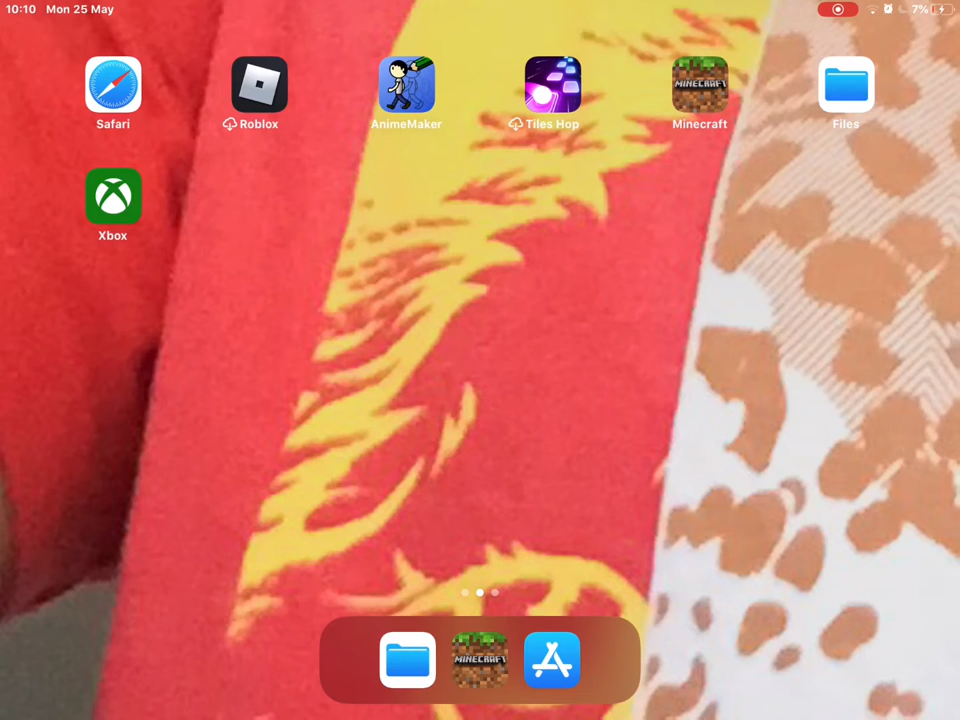 10:10 Mon 25 May 7%
Safari Roblox AnimeMaker Tiles Hop Minecraft Files
MINECRAFT
Xbox
MINECRAFT